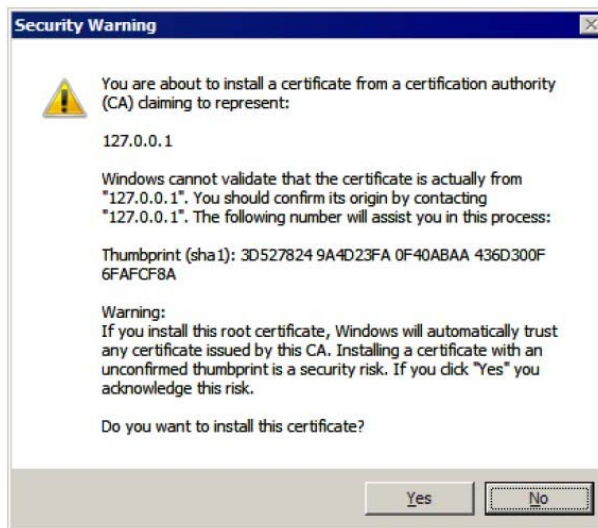 Security Warning
You are about to install a certificate from a certification authority
(CA) claiming to represent:
127.0.0.1
Windows cannot validate that the certificate is actually from
"127.0.0.1". You should confirm its origin by contacting
"127.0.0.1". The following number will assist you in this process:
Thumbprint (sha1): 3D527824 9A4D23FA 0F40ABAA 436D300F
6FAFCF8A
Warning:
If you install this root certificate, Windows will automatically trust
any certificate issued by this CA. Installing a certificate with an
unconfirmed thumbprint is a security risk. If you click "Yes" you
acknowledge this risk.
Do you want to install this certificate?
Yes No